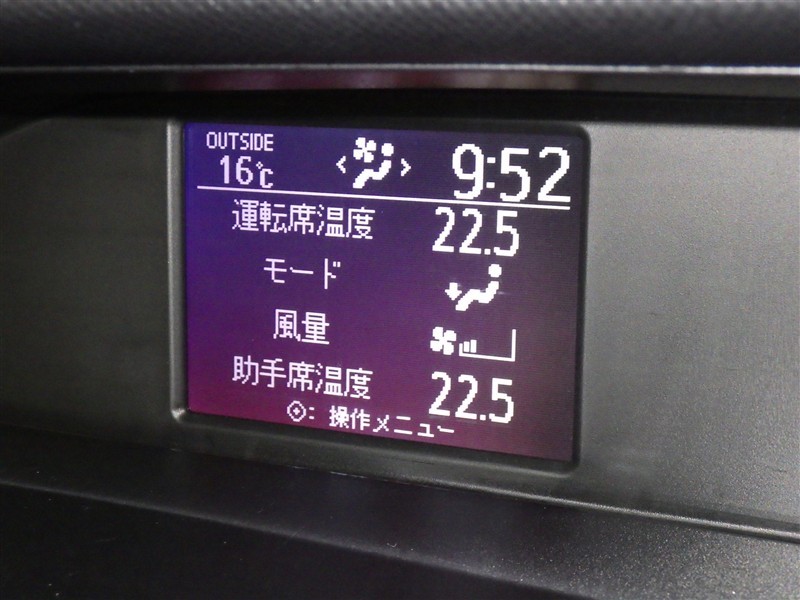 OUTSIDE
16℃
9:52
運転席温度 22.5
モード
風量
助手席温度 22.5
: 操作メニュー